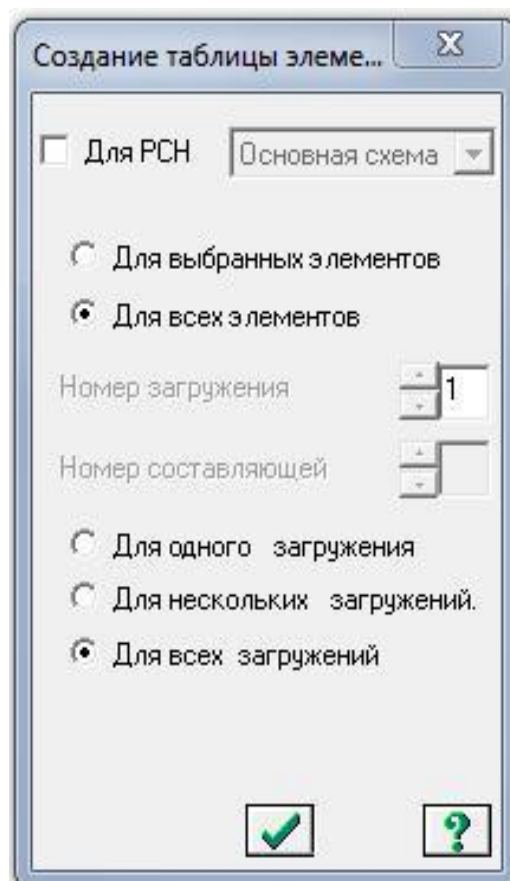 Создание таблицы элеме...
Для РСН Основная схема
Для выбранных элементов
Для всех элементов
Номер загружения 1
Номер составляющей
Для одного загружения
Для нескольких загружений.
Для всех загружений